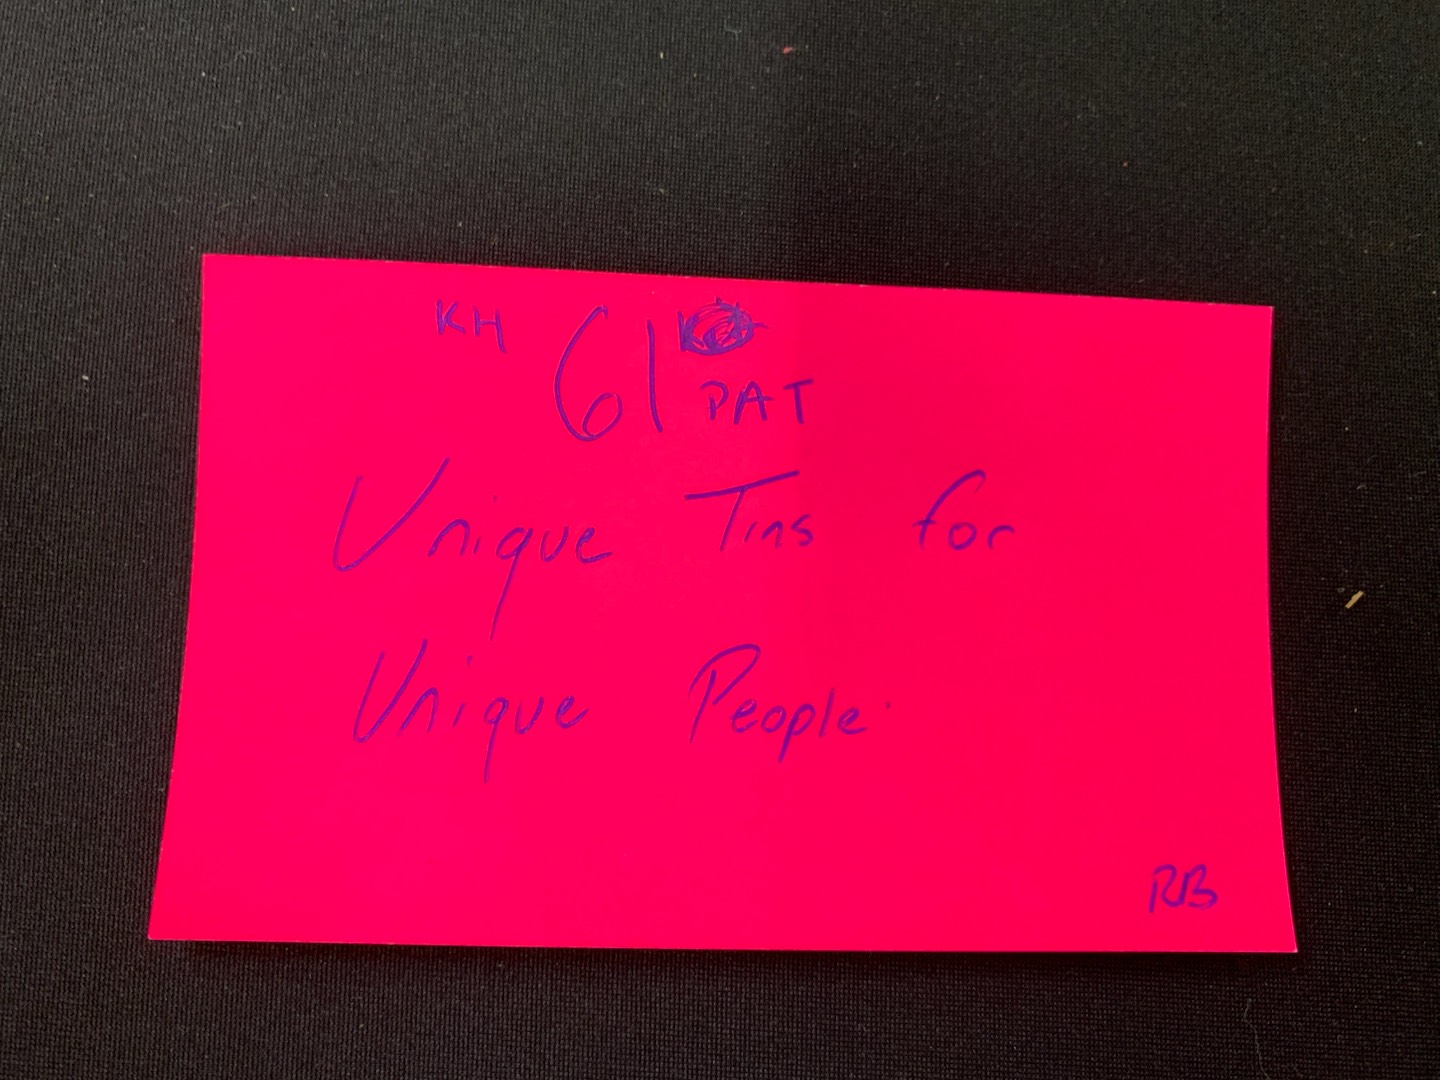 KH 61
PAT
Unique Tins for
Unique People.
RB